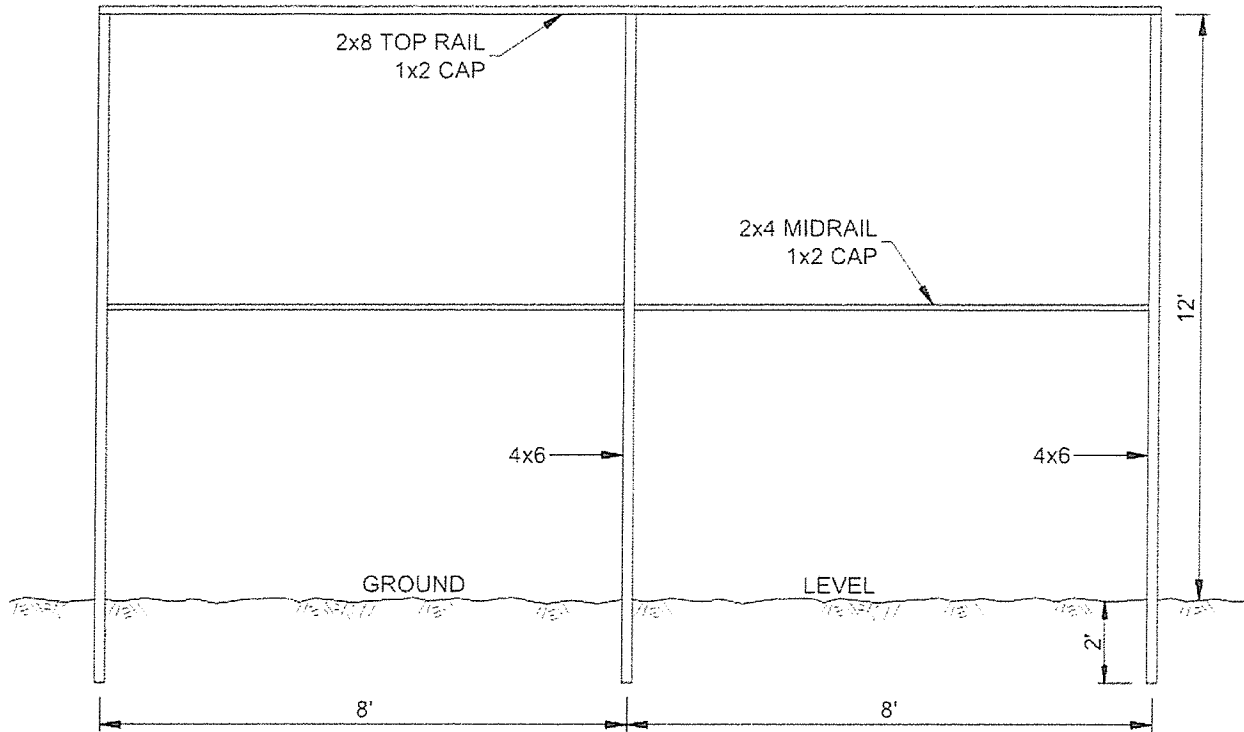 2x8 TOP RAIL
1x2 CAP
2x4 MIDRAIL
1x2 CAP
12'
4x6
4x6
GROUND
LEVEL
2'
8'
8'